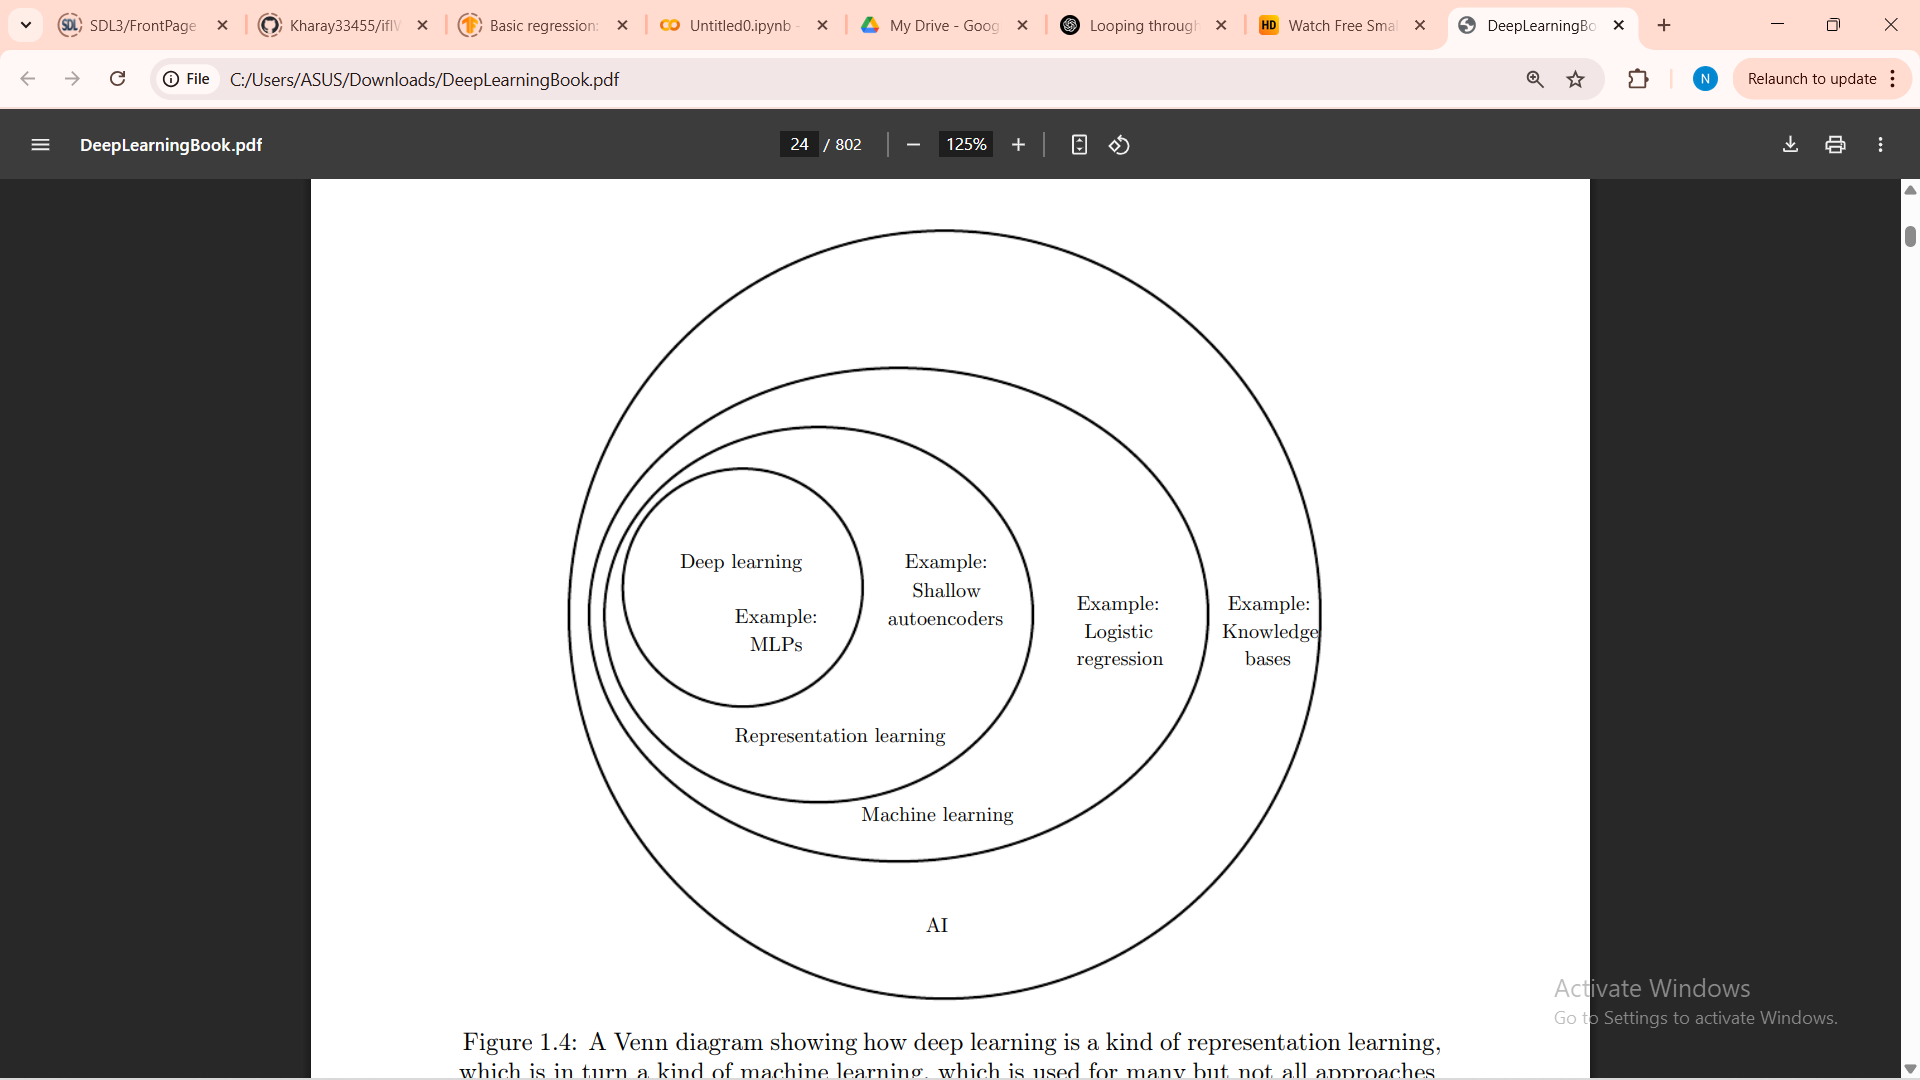 SDL3/FrontPage
Kharay33455/iflV
Basic regression:
Untitled0.ipynb -
My Drive - Goog
Looping through
HD
Watch Free Smal
DeepLearningBo
File
C:/Users/ASUS/Downloads/DeepLearningBook.pdf
N
Relaunch to update
DeepLearningBook.pdf
24 / 802
125%
Deep learning
Example:
MLPs
Example:
Shallow
autoencoders
Example:
Logistic
regression
Example:
Knowledge
bases
Representation learning
Machine learning
AI
Activate Windows
Go to Settings to activate Windows.
Figure 1.4: A Venn diagram showing how deep learning is a kind of representation learning,
which is in turn a kind of machine learning, which is used for many but not all approaches